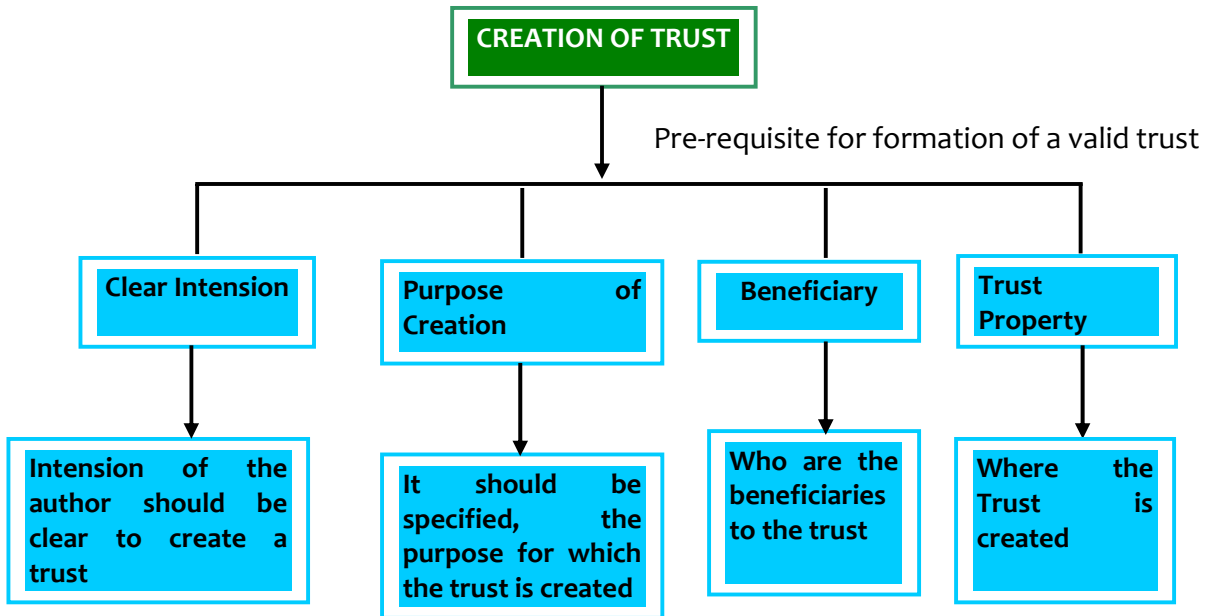 CREATION OF TRUST
Pre-requisite for formation of a valid trust
Clear Intension
Purpose of
Creation
Beneficiary
Trust
Property
Intension of the
author should be
clear to create a
trust
It should be
specified, the
purpose for which
the trust is created
Who are the
beneficiaries
to the trust
Where the
Trust is
created